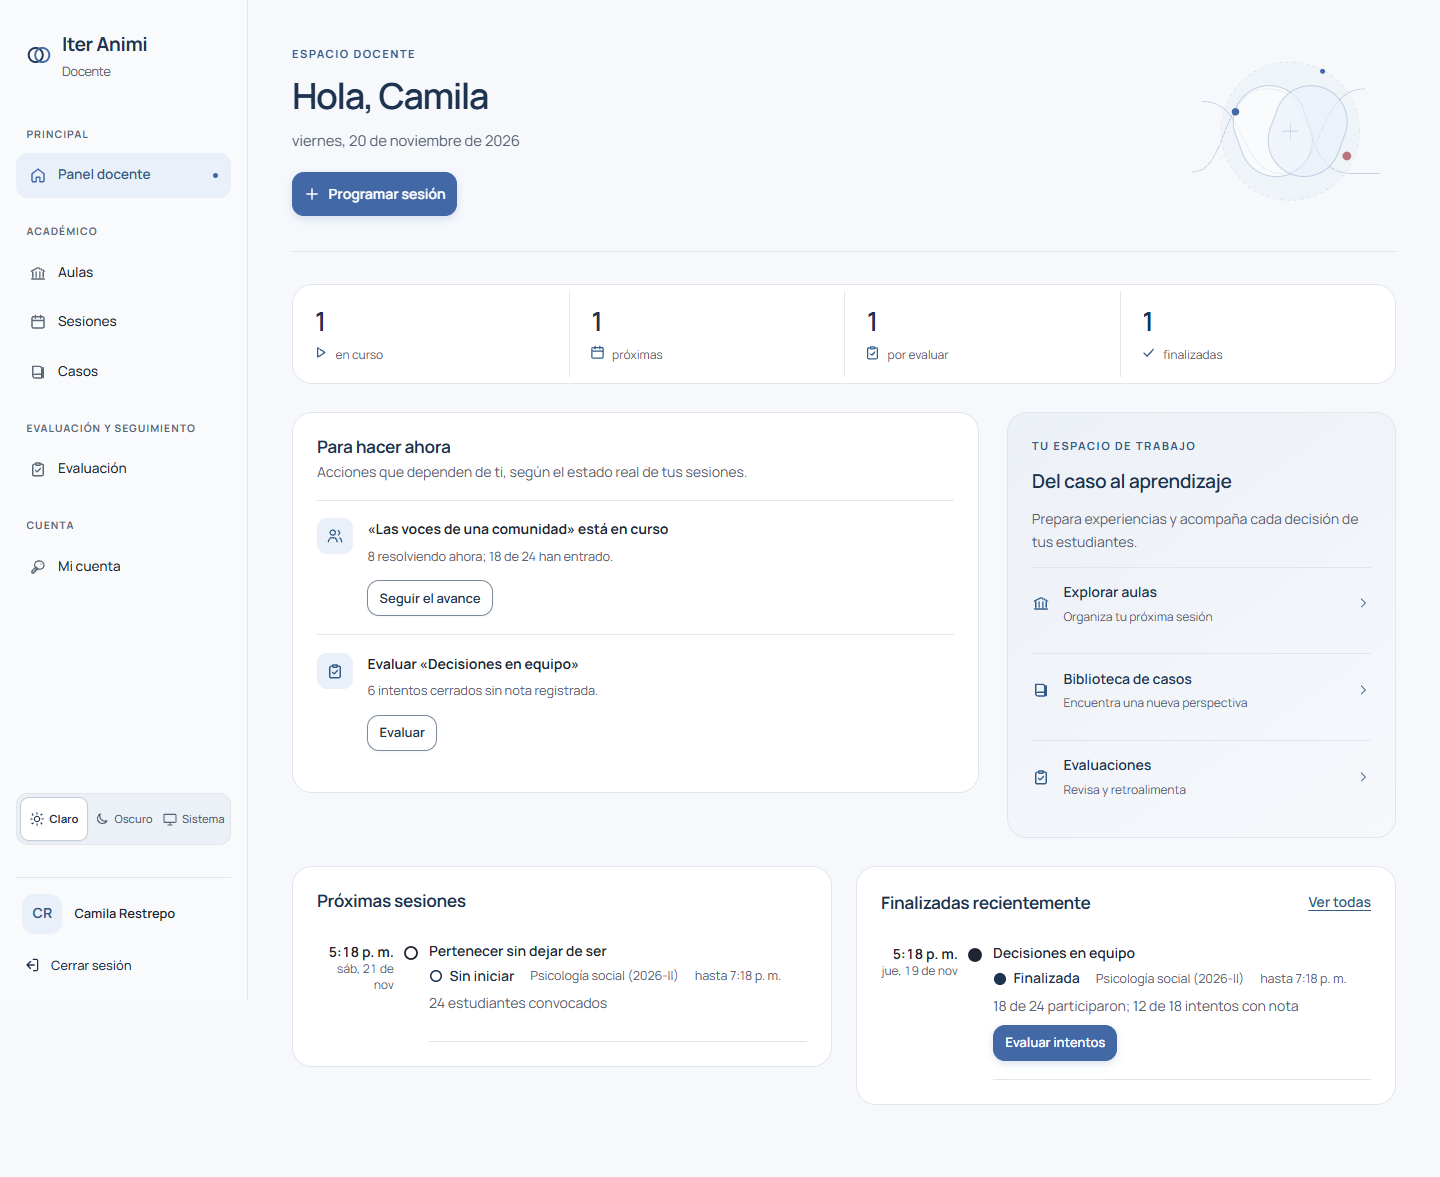 Iter Animi
Docente
PRINCIPAL
Panel docente
ACADÉMICO
Aulas
Sesiones
Casos
EVALUACIÓN Y SEGUIMIENTO
Evaluación
CUENTA
Mi cuenta
Claro
Oscuro
Sistema
CR
Camila Restrepo
Cerrar sesión
ESPACIO DOCENTE
Hola, Camila
viernes, 20 de noviembre de 2026
Programar sesión
1
en curso
1
próximas
1
por evaluar
1
finalizadas
Para hacer ahora
Acciones que dependen de ti, según el estado real de tus sesiones.
«Las voces de una comunidad» está en curso
8 resolviendo ahora; 18 de 24 han entrado.
Seguir el avance
Evaluar «Decisiones en equipo»
6 intentos cerrados sin nota registrada.
Evaluar
TU ESPACIO DE TRABAJO
Del caso al aprendizaje
Prepara experiencias y acompaña cada decisión de
tus estudiantes.
Explorar aulas
Organiza tu próxima sesión
Biblioteca de casos
Encuentra una nueva perspectiva
Evaluaciones
Revisa y retroalimenta
Próximas sesiones
5:18 p. m.
sáb, 21 de
nov
Pertenecer sin dejar de ser
Sin iniciar
Psicología social (2026-II)
hasta 7:18 p. m.
24 estudiantes convocados
Finalizadas recientemente
Ver todas
5:18 p. m.
jue, 19 de nov
Decisiones en equipo
Finalizada
Psicología social (2026-II)
hasta 7:18 p. m.
18 de 24 participaron; 12 de 18 intentos con nota
Evaluar intentos